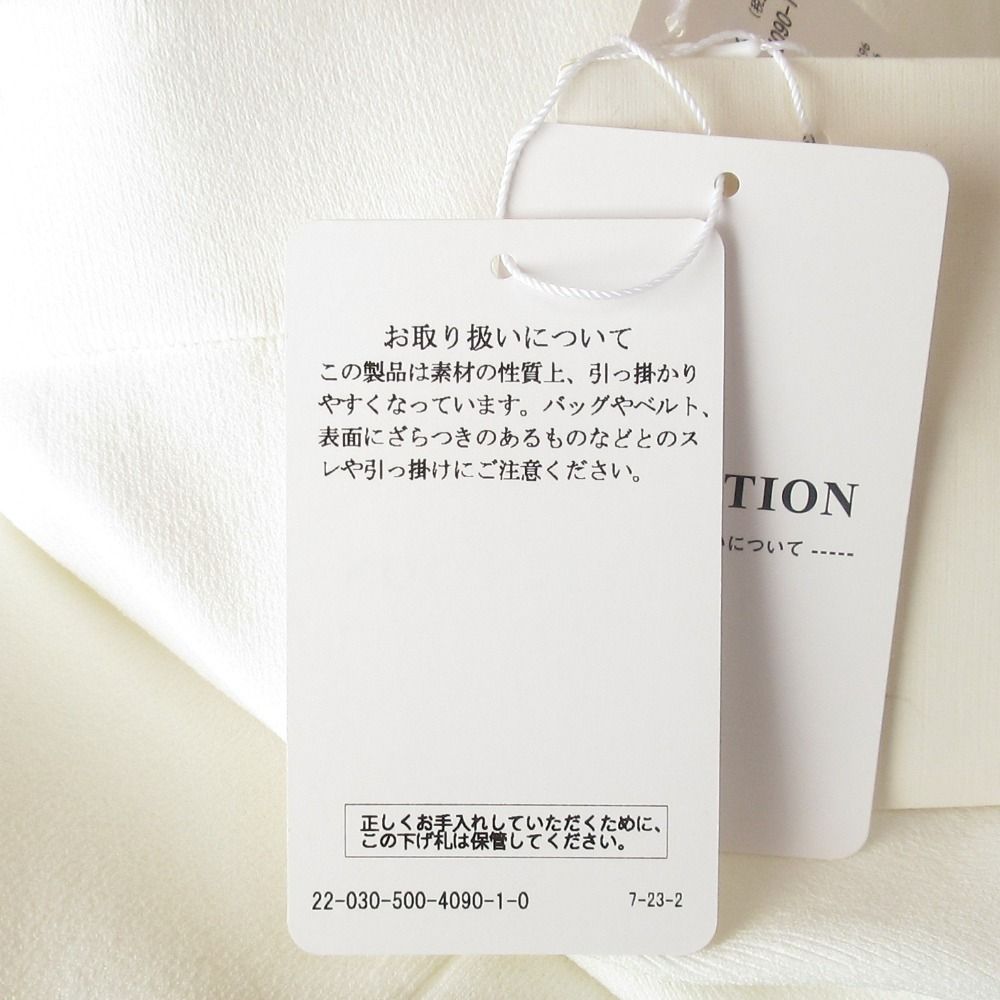 お取り扱いについて
この製品は素材の性質上、引っ掛かり
やすくなっています。バッグやベルト、
表面にざらつきのあるものなどとのス
レや引っ掛けにご注意ください。
正しくお手入れしていただくために、
この下げ札は保管してください。
22-030-500-4090-1-0
7-23-2
TION
いについて -----